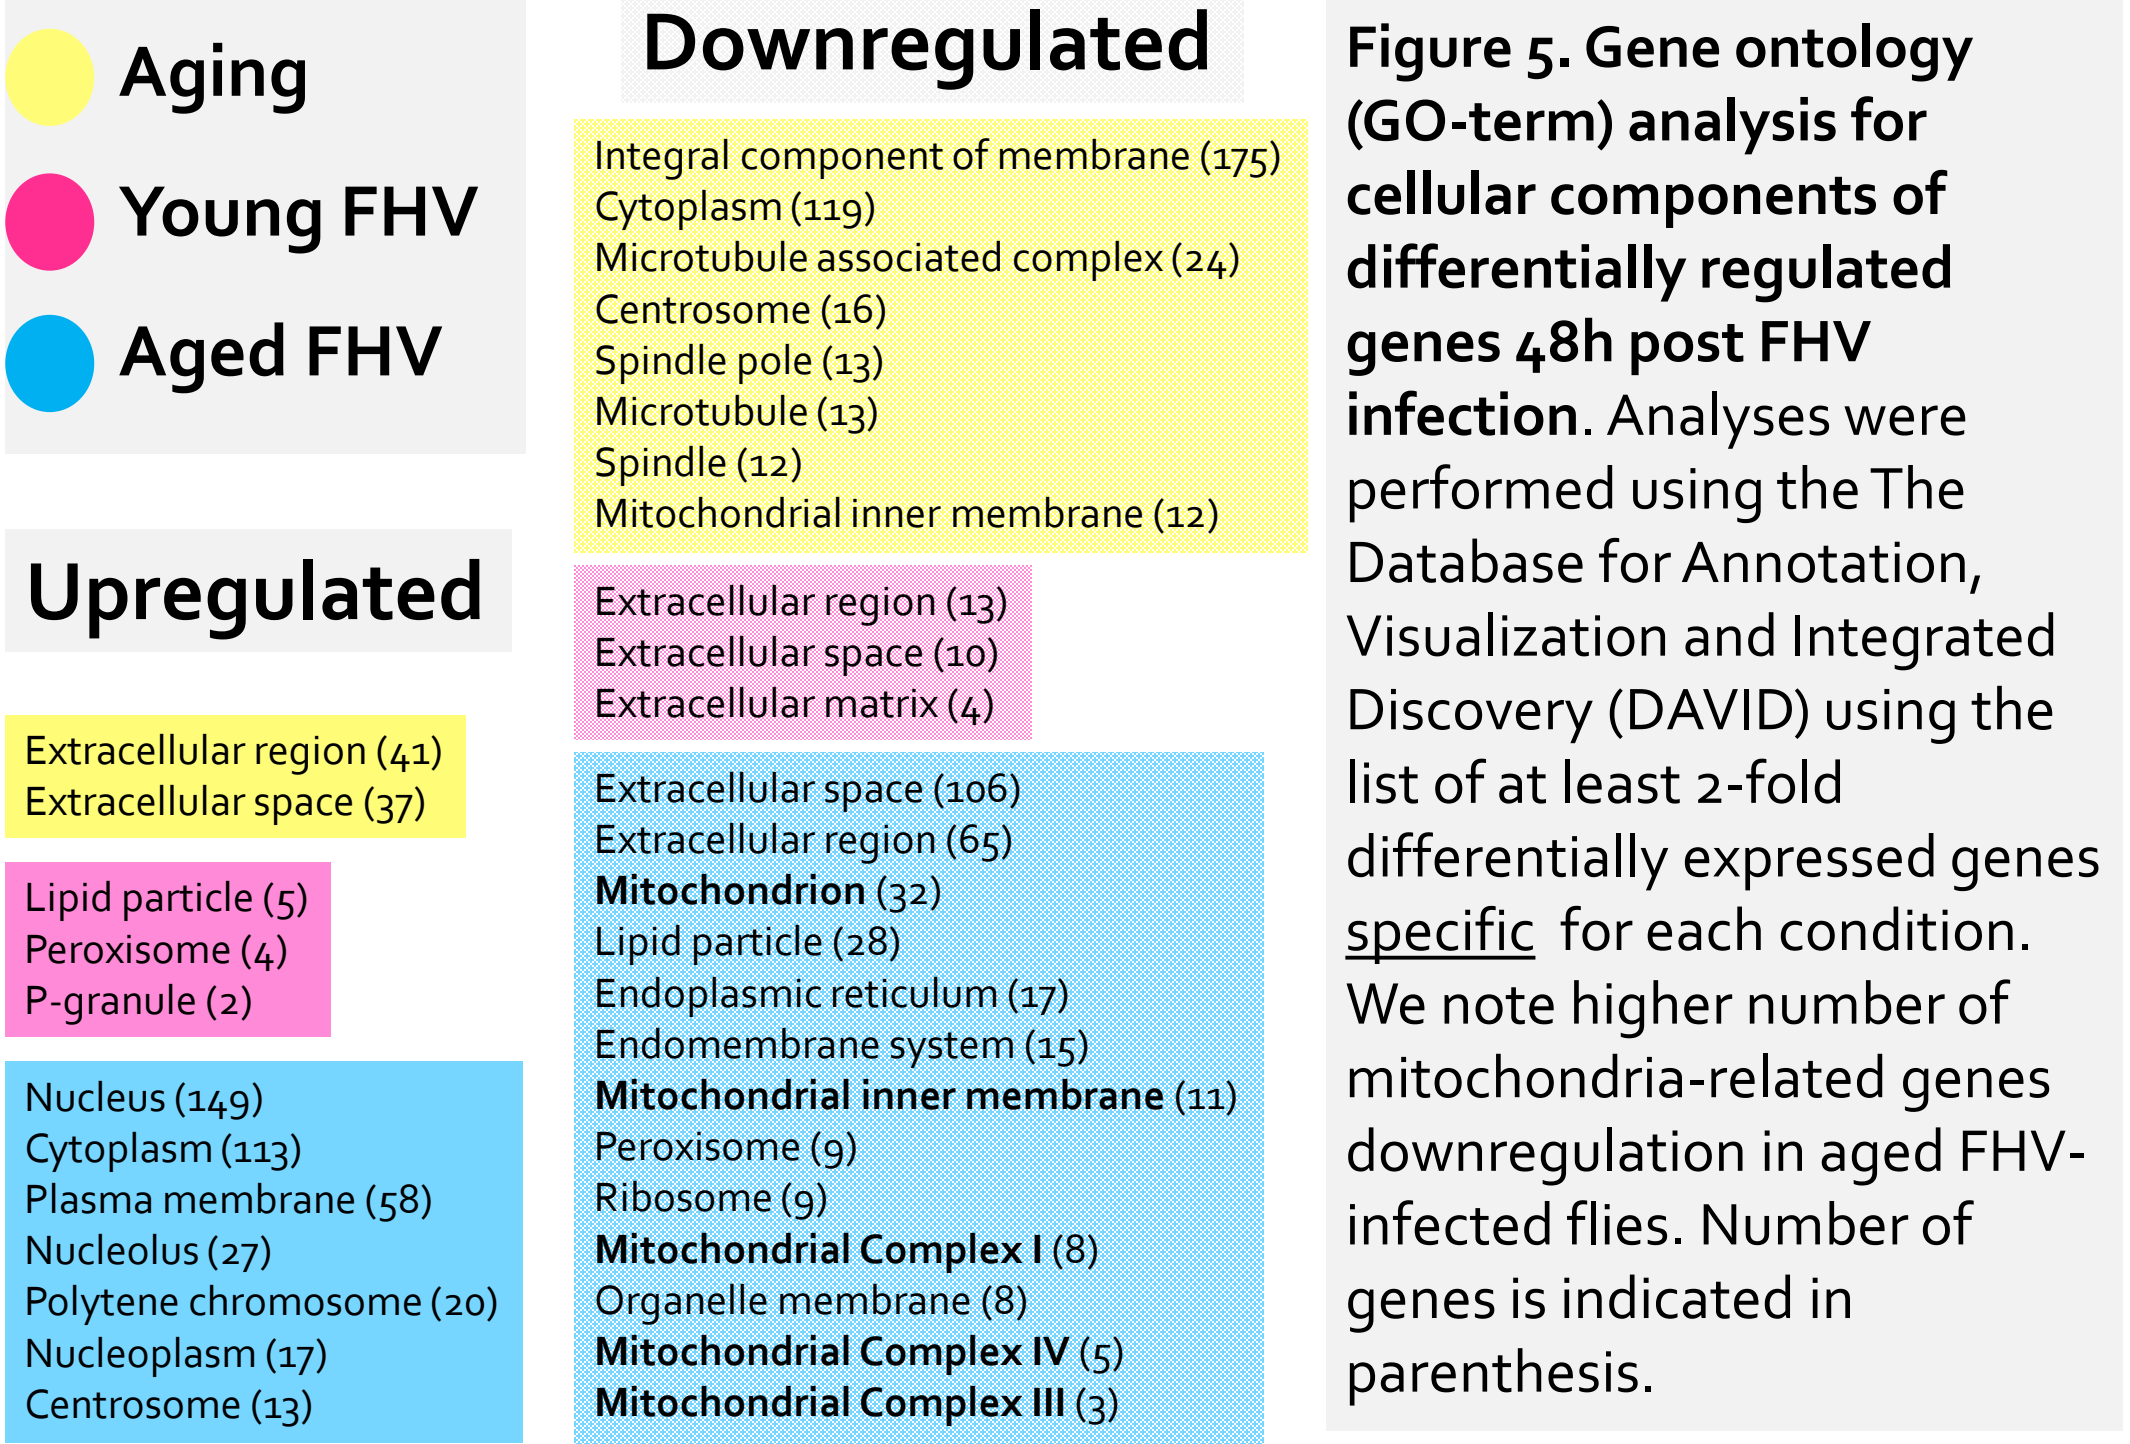 Aging
Young FHV
Aged FHV
Upregulated
Extracellular region (41)
Extracellular space (37)
Lipid particle (5)
Peroxisome (4)
P-granule (2)
Nucleus (149)
Cytoplasm (113)
Plasma membrane (58)
Nucleolus (27)
Polytene chromosome (20)
Nucleoplasm (17)
Centrosome (13)
Downregulated
Integral component of membrane (175)
Cytoplasm (119)
Microtubule associated complex (24)
Centrosome (16)
Spindle pole (13)
Microtubule (13)
Spindle (12)
Mitochondrial inner membrane (12)
Extracellular region (13)
Extracellular space (10)
Extracellular matrix (4)
Extracellular space (106)
Extracellular region (65)
Mitochondrion (32)
Lipid particle (28)
Endoplasmic reticulum (17)
Endomembrane system (15)
Mitochondrial inner membrane (11)
Peroxisome (9)
Ribosome (9)
Mitochondrial Complex I (8)
Organelle membrane (8)
Mitochondrial Complex IV (5)
Mitochondrial Complex III (3)
Figure 5. Gene ontology
(GO-term) analysis for
cellular components of
differentially regulated
genes 48h post FHV
infection. Analyses were
performed using the The
Database for Annotation,
Visualization and Integrated
Discovery (DAVID) using the
list of at least 2-fold
differentially expressed genes
specific for each condition.
We note higher number of
mitochondria-related genes
downregulation in aged FHV-
infected flies. Number of
genes is indicated in
parenthesis.